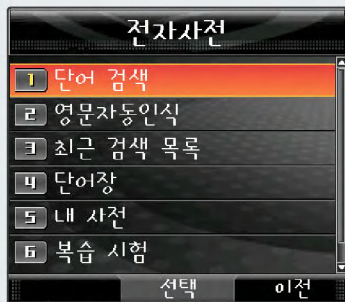 전자사전
1 단어 검색
2 영문자동인식
3 최근 검색 목록
4 단어장
5 내 사전
6 복습 시험
선택 이전